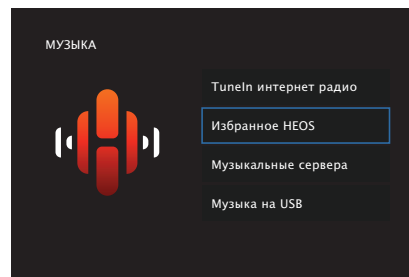 МУЗЫКА
TuneIn интернет радио
Избранное HEOS
Музыкальные сервера
Музыка на USB